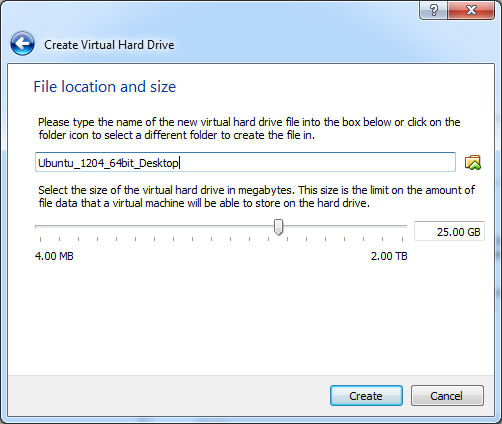 ?
Create Virtual Hard Drive
File location and size
Please type the name of the new virtual hard drive file into the box below or click on the
folder icon to select a different folder to create the file in.
Ubuntu_1204_64bit_Desktop
Select the size of the virtual hard drive in megabytes. This size is the limit on the amount of
file data that a virtual machine will be able to store on the hard drive.
25.00 GB
4.00 MB 2.00 TB
Create Cancel